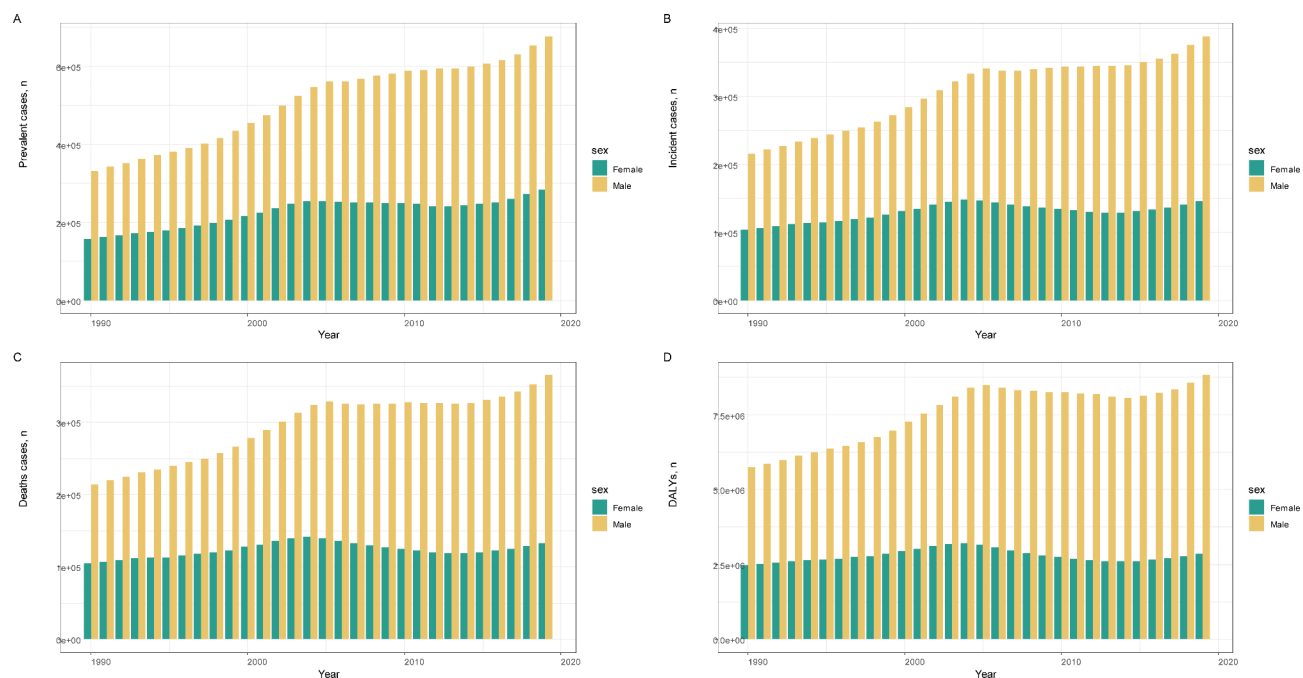 A
Prevalent cases, n
6e+05
4e+05
2e+05
0e+00
1990
2000
2010
2020
Year
sex
Female
Male
B
Incident cases, n
4e+05
3e+05
2e+05
1e+05
0e+00
1990
2000
2010
2020
Year
sex
Female
Male
C
Deaths cases, n
3e+05
2e+05
1e+05
0e+00
1990
2000
2010
2020
Year
sex
Female
Male
D
DALYs, n
7.5e+06
5.0e+06
2.5e+06
0.0e+00
1990
2000
2010
2020
Year
sex
Female
Male